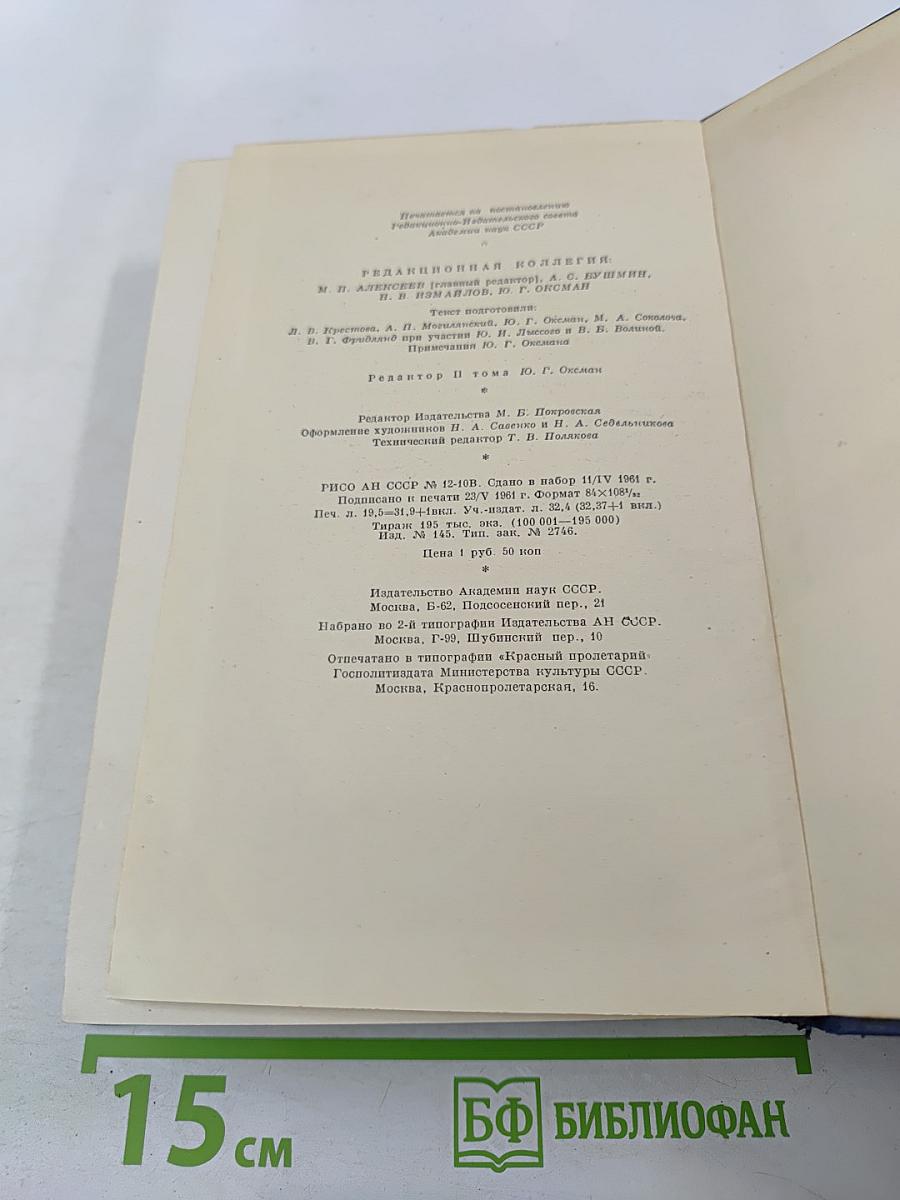 Печатается по постановлению
Редакционно-Издательского совета
Академии наук СССР
*
РЕДАКЦИОННАЯ КОЛЛЕГИЯ:
М. П. АЛЕКСЕЕВ [главный редактор], А. С. БУШМИН,
Н. В. ИЗМАЙЛОВ, Ю. Г. ОКСМАН
Текст подготовили:
Л. В. Крестова, А. П. Могилянский, Ю. Г. Оксман, М. А. Соколова,
В. Г. Фридлянд при участии Ю. И. Лыссого и В. Б. Волиной.
Примечания Ю. Г. Оксмана
Редактор II тома Ю. Г. Оксман
*
Редактор Издательства М. Б. Покровская
Оформление художников Н. А. Савенко и Н. А. Седельникова
Технический редактор Т. В. Полякова
*
РИСО АН СССР № 12-10В. Сдано в набор 11/IV 1961 г.
Подписано к печати 23/V 1961 г. Формат 84×108¹/₃₂
Печ. л. 19,5=31,9+1вкл. Уч.-издат. л. 32,4 (32,37+1 вкл.)
Тираж 195 тыс. экз. (100 001—195 000)
Изд. № 145. Тип. зак. № 2746.
Цена 1 руб. 50 коп
*
Издательство Академии наук СССР.
Москва, Б-62, Подсосенский пер., 21
Набрано во 2-й типографии Издательства АН СССР.
Москва, Г-99, Шубинский пер., 10
Отпечатано в типографии «Красный пролетарий»
Госполитиздата Министерства культуры СССР.
Москва, Краснопролетарская, 16.
15 см
БФ БИБЛИОФАН